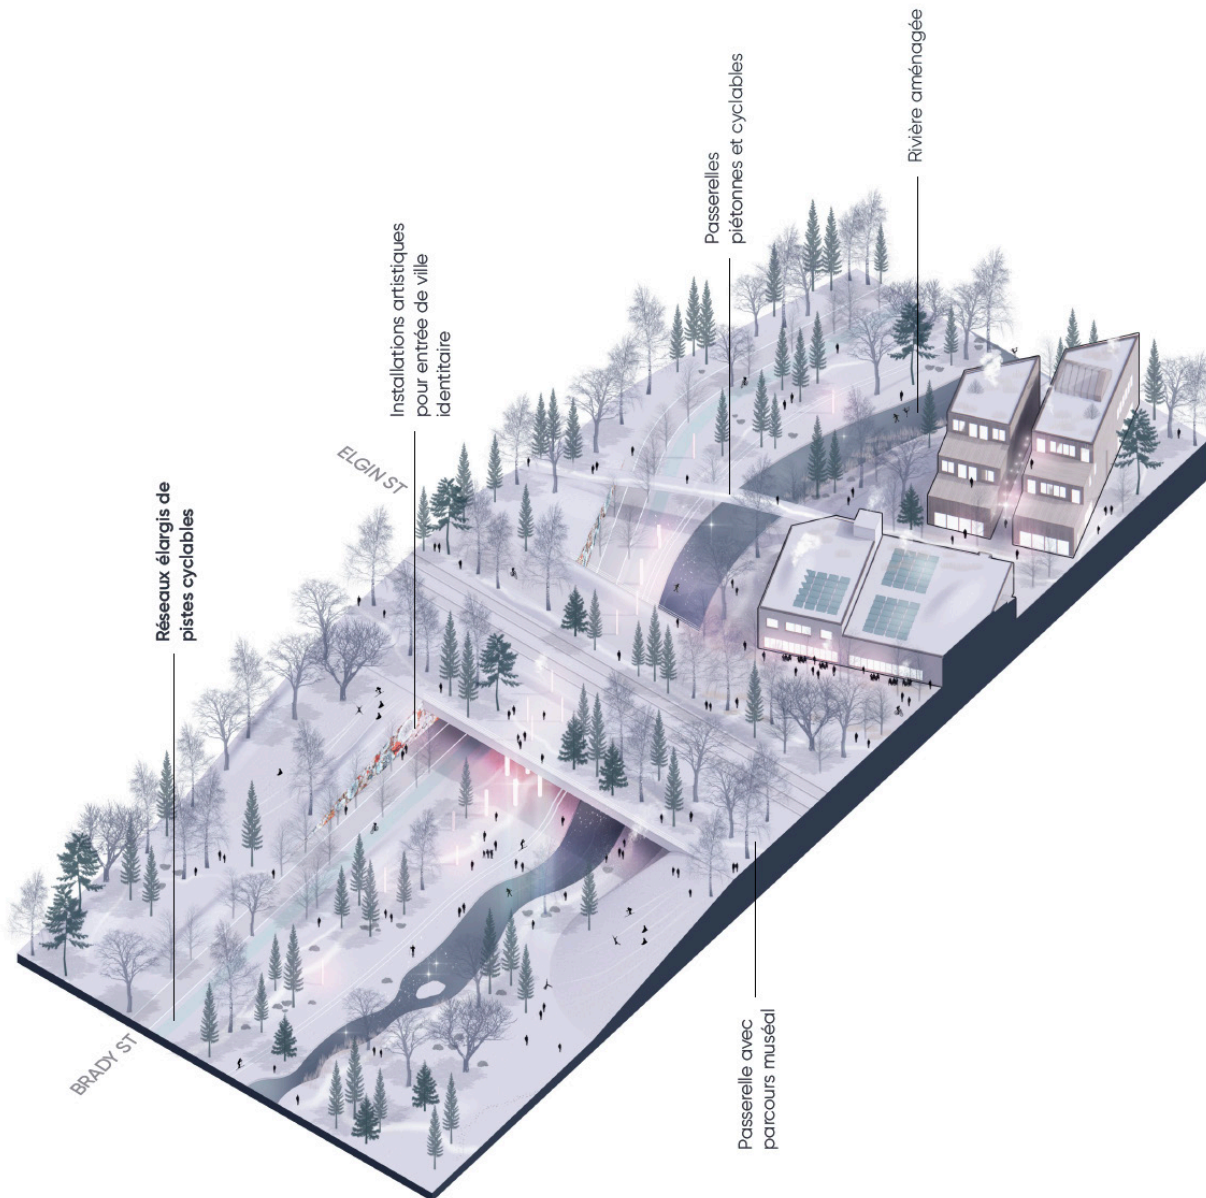 Réseaux élargis de
pistes cyclables
Installations artistiques
pour entrée de ville
identitaire
Passerelles
piétonnes et cyclables
Rivière aménagée
ELGIN ST
BRADY ST
Passerelle avec
parcours muséal